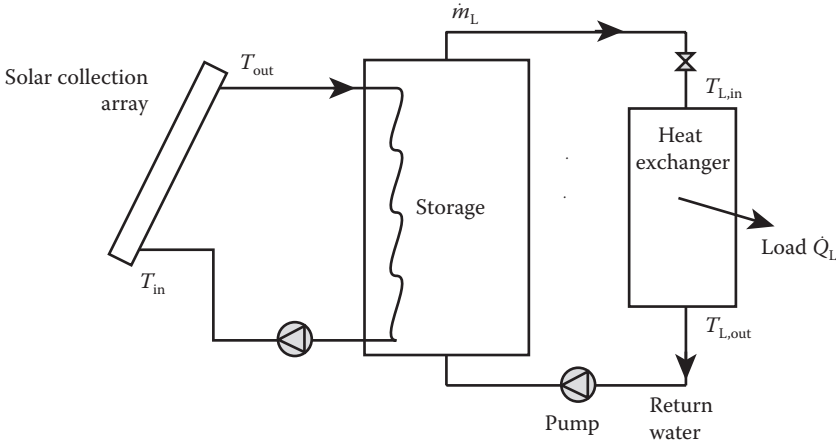 ṁL
Solar collection
array
Tout
TL,in
Heat
exchanger
Storage
Load Q̇L
Tin
TL,out
Pump
Return
water